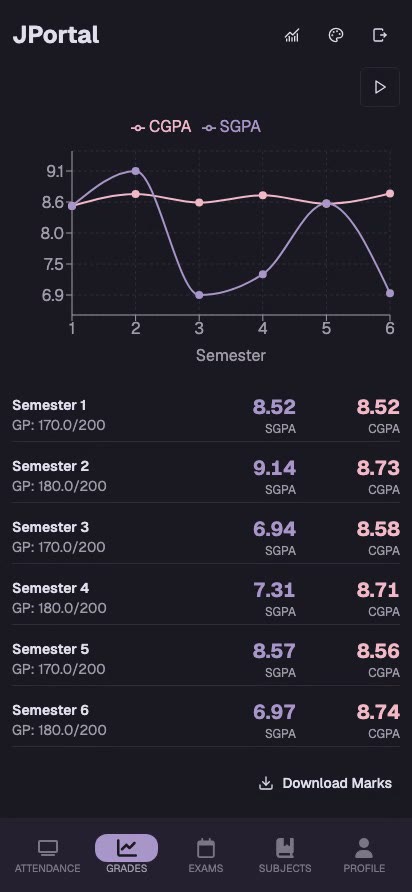 JPortal
CGPA SGPA
9.1
8.6
8.0
7.5
6.9
1 2 3 4 5 6
Semester
Semester 1 8.52 8.52
GP: 170.0/200 SGPA CGPA
Semester 2 9.14 8.73
GP: 180.0/200 SGPA CGPA
Semester 3 6.94 8.58
GP: 170.0/200 SGPA CGPA
Semester 4 7.31 8.71
GP: 180.0/200 SGPA CGPA
Semester 5 8.57 8.56
GP: 170.0/200 SGPA CGPA
Semester 6 6.97 8.74
GP: 180.0/200 SGPA CGPA
Download Marks
ATTENDANCE GRADES EXAMS SUBJECTS PROFILE